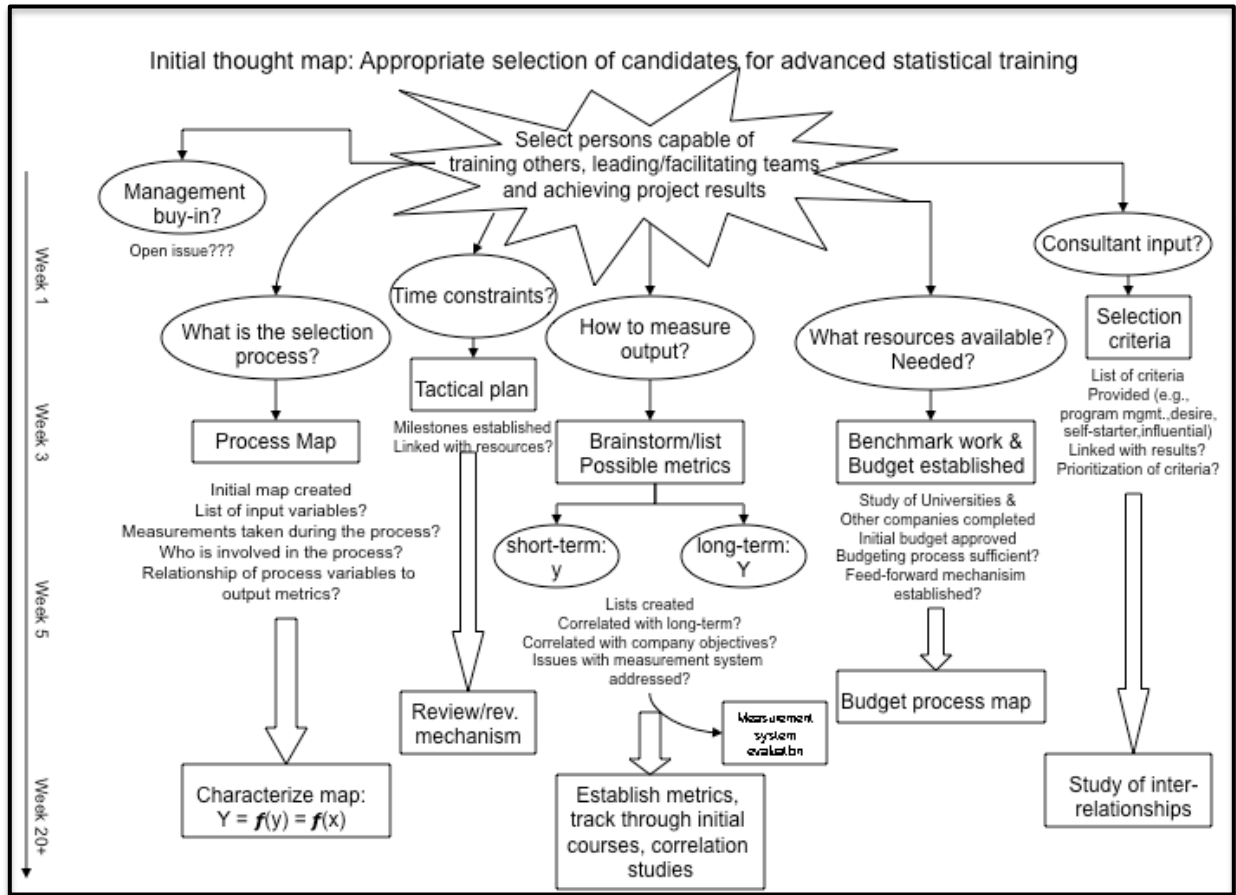 Initial thought map: Appropriate selection of candidates for advanced statistical training
Select persons capable of
training others, leading/facilitating teams
and achieving project results
Management
buy-in?
Open issue???
Consultant input?
Time constraints?
What is the selection
process?
How to measure
output?
What resources available?
Needed?
Selection
criteria
List of criteria
Provided (e.g.,
program mgmt.,desire,
self-starter,influential)
Linked with results?
Prioritization of criteria?
Week 1
Tactical plan
Milestones established
Linked with resources?
Week 3
Process Map
Initial map created
List of input variables?
Measurements taken during the process?
Who is involved in the process?
Relationship of process variables to
output metrics?
Brainstorm/list
Possible metrics
short-term:
y
long-term:
Y
Lists created
Correlated with long-term?
Correlated with company objectives?
Issues with measurement system
addressed?
Benchmark work &
Budget established
Study of Universities &
Other companies completed
Initial budget approved
Budgeting process sufficient?
Feed-forward mechanisim
established?
Week 5
Review/rev.
mechanism
Measurement
system
evaluation
Budget process map
Week 20+
Characterize map:
Y = f(y) = f(x)
Establish metrics,
track through initial
courses, correlation
studies
Study of inter-
relationships